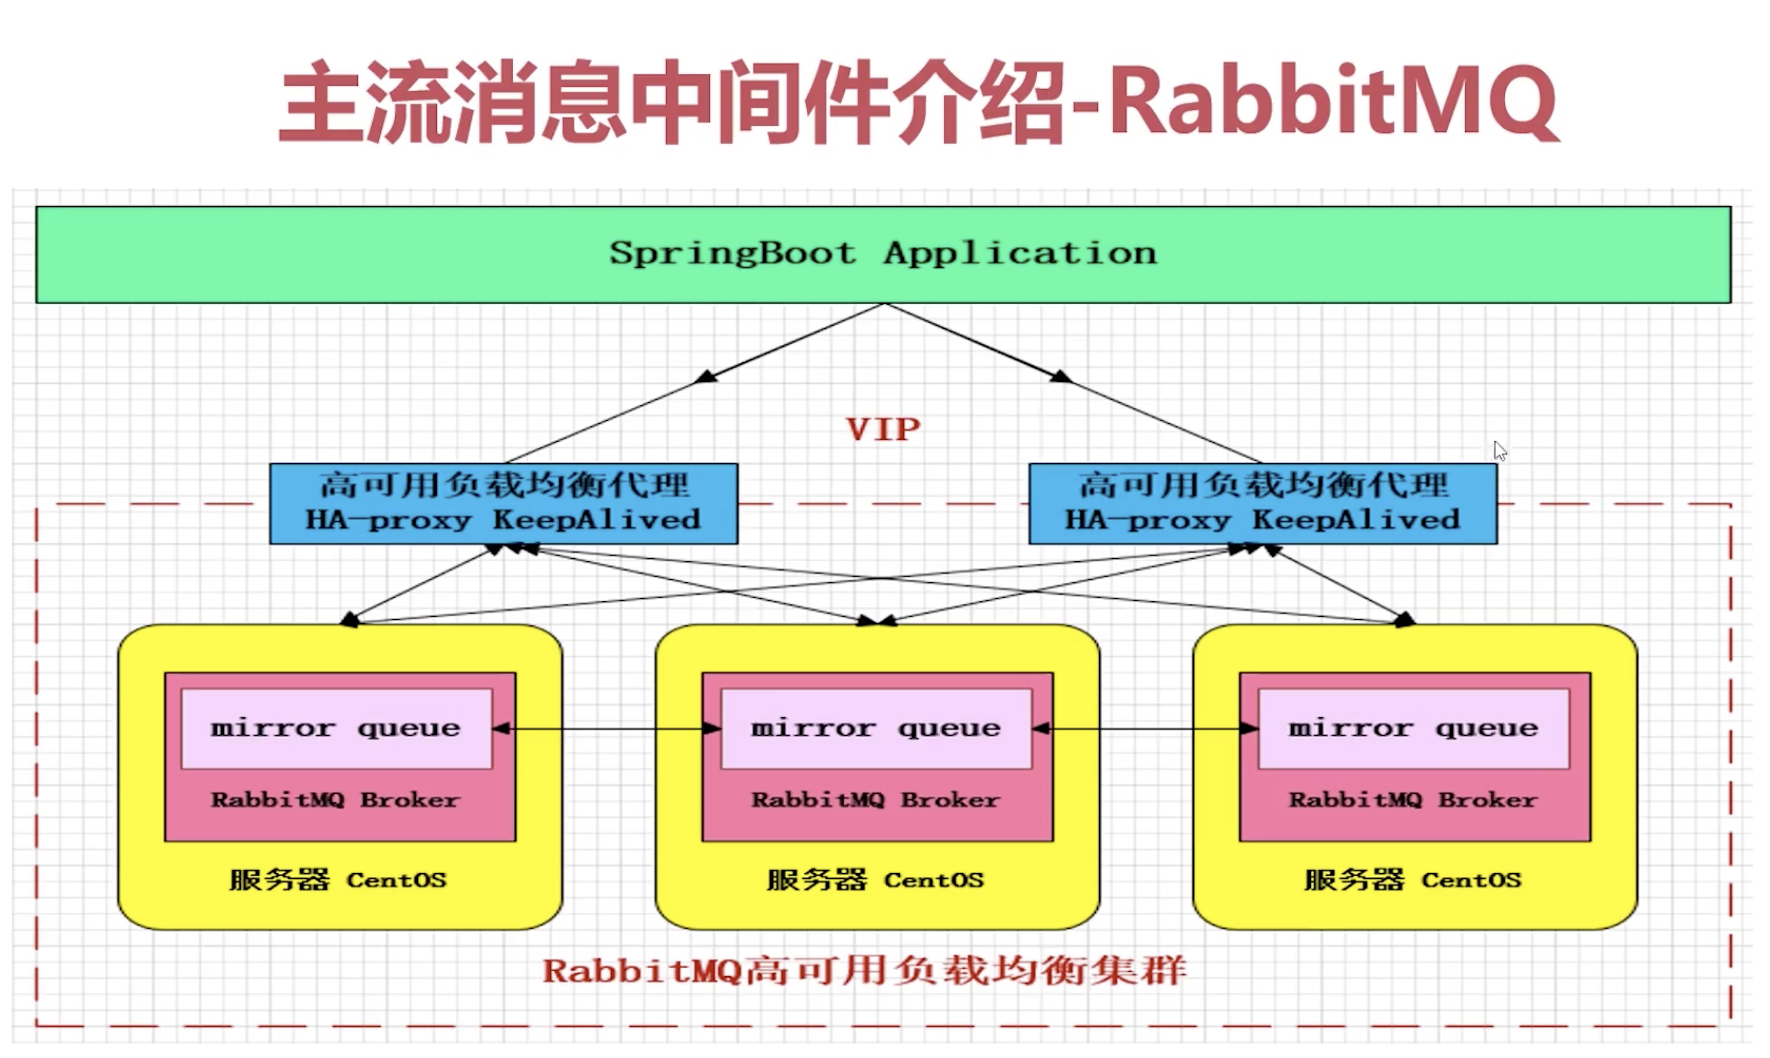 主流消息中间件介绍-RabbitMQ
SpringBoot Application
VIP
高可用负载均衡代理
HA-proxy KeepAlived
高可用负载均衡代理
HA-proxy KeepAlived
mirror queue
RabbitMQ Broker
服务器 CentOS
mirror queue
RabbitMQ Broker
服务器 CentOS
mirror queue
RabbitMQ Broker
服务器 CentOS
RabbitMQ高可用负载均衡集群